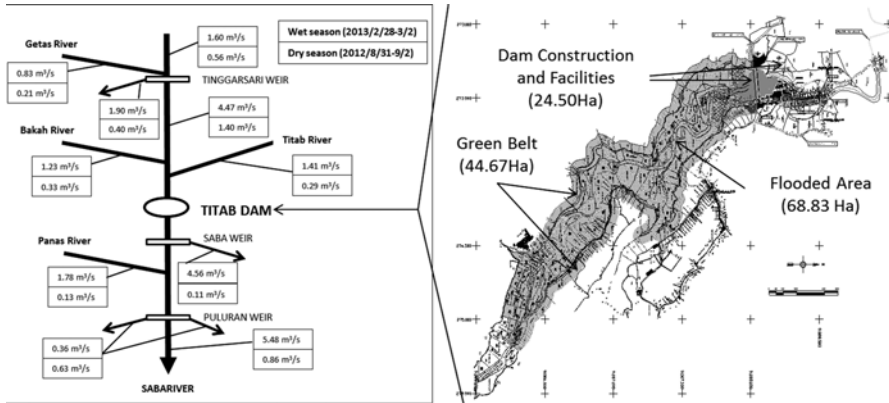 Wet season (2013/2/28-3/2)
Dry season (2012/8/31-9/2)
1.60 m³/s
0.56 m³/s
Getas River
0.83 m³/s
0.21 m³/s
TINGGARSARI WEIR
1.90 m³/s
0.40 m³/s
4.47 m³/s
1.40 m³/s
Bakah River
Titab River
1.23 m³/s
0.33 m³/s
1.41 m³/s
0.29 m³/s
TITAB DAM
SABA WEIR
Panas River
4.56 m³/s
0.11 m³/s
1.78 m³/s
0.13 m³/s
PULURAN WEIR
0.36 m³/s
0.63 m³/s
5.48 m³/s
0.86 m³/s
SABARIVER
Dam Construction
and Facilities
(24.50Ha)
Green Belt
(44.67Ha)
Flooded Area
(68.83 Ha)